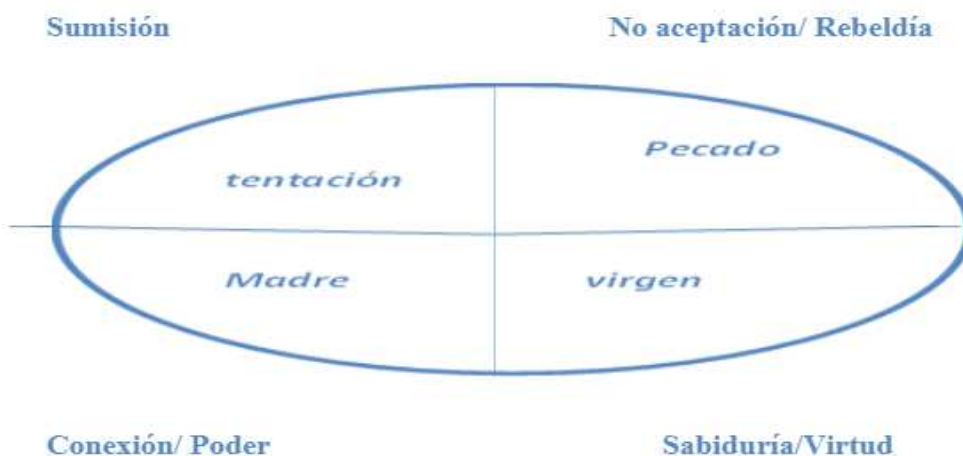 Sumisión
No aceptación/ Rebeldía
Pecado
tentación
Madre
virgen
Conexión/ Poder
Sabiduría/Virtud